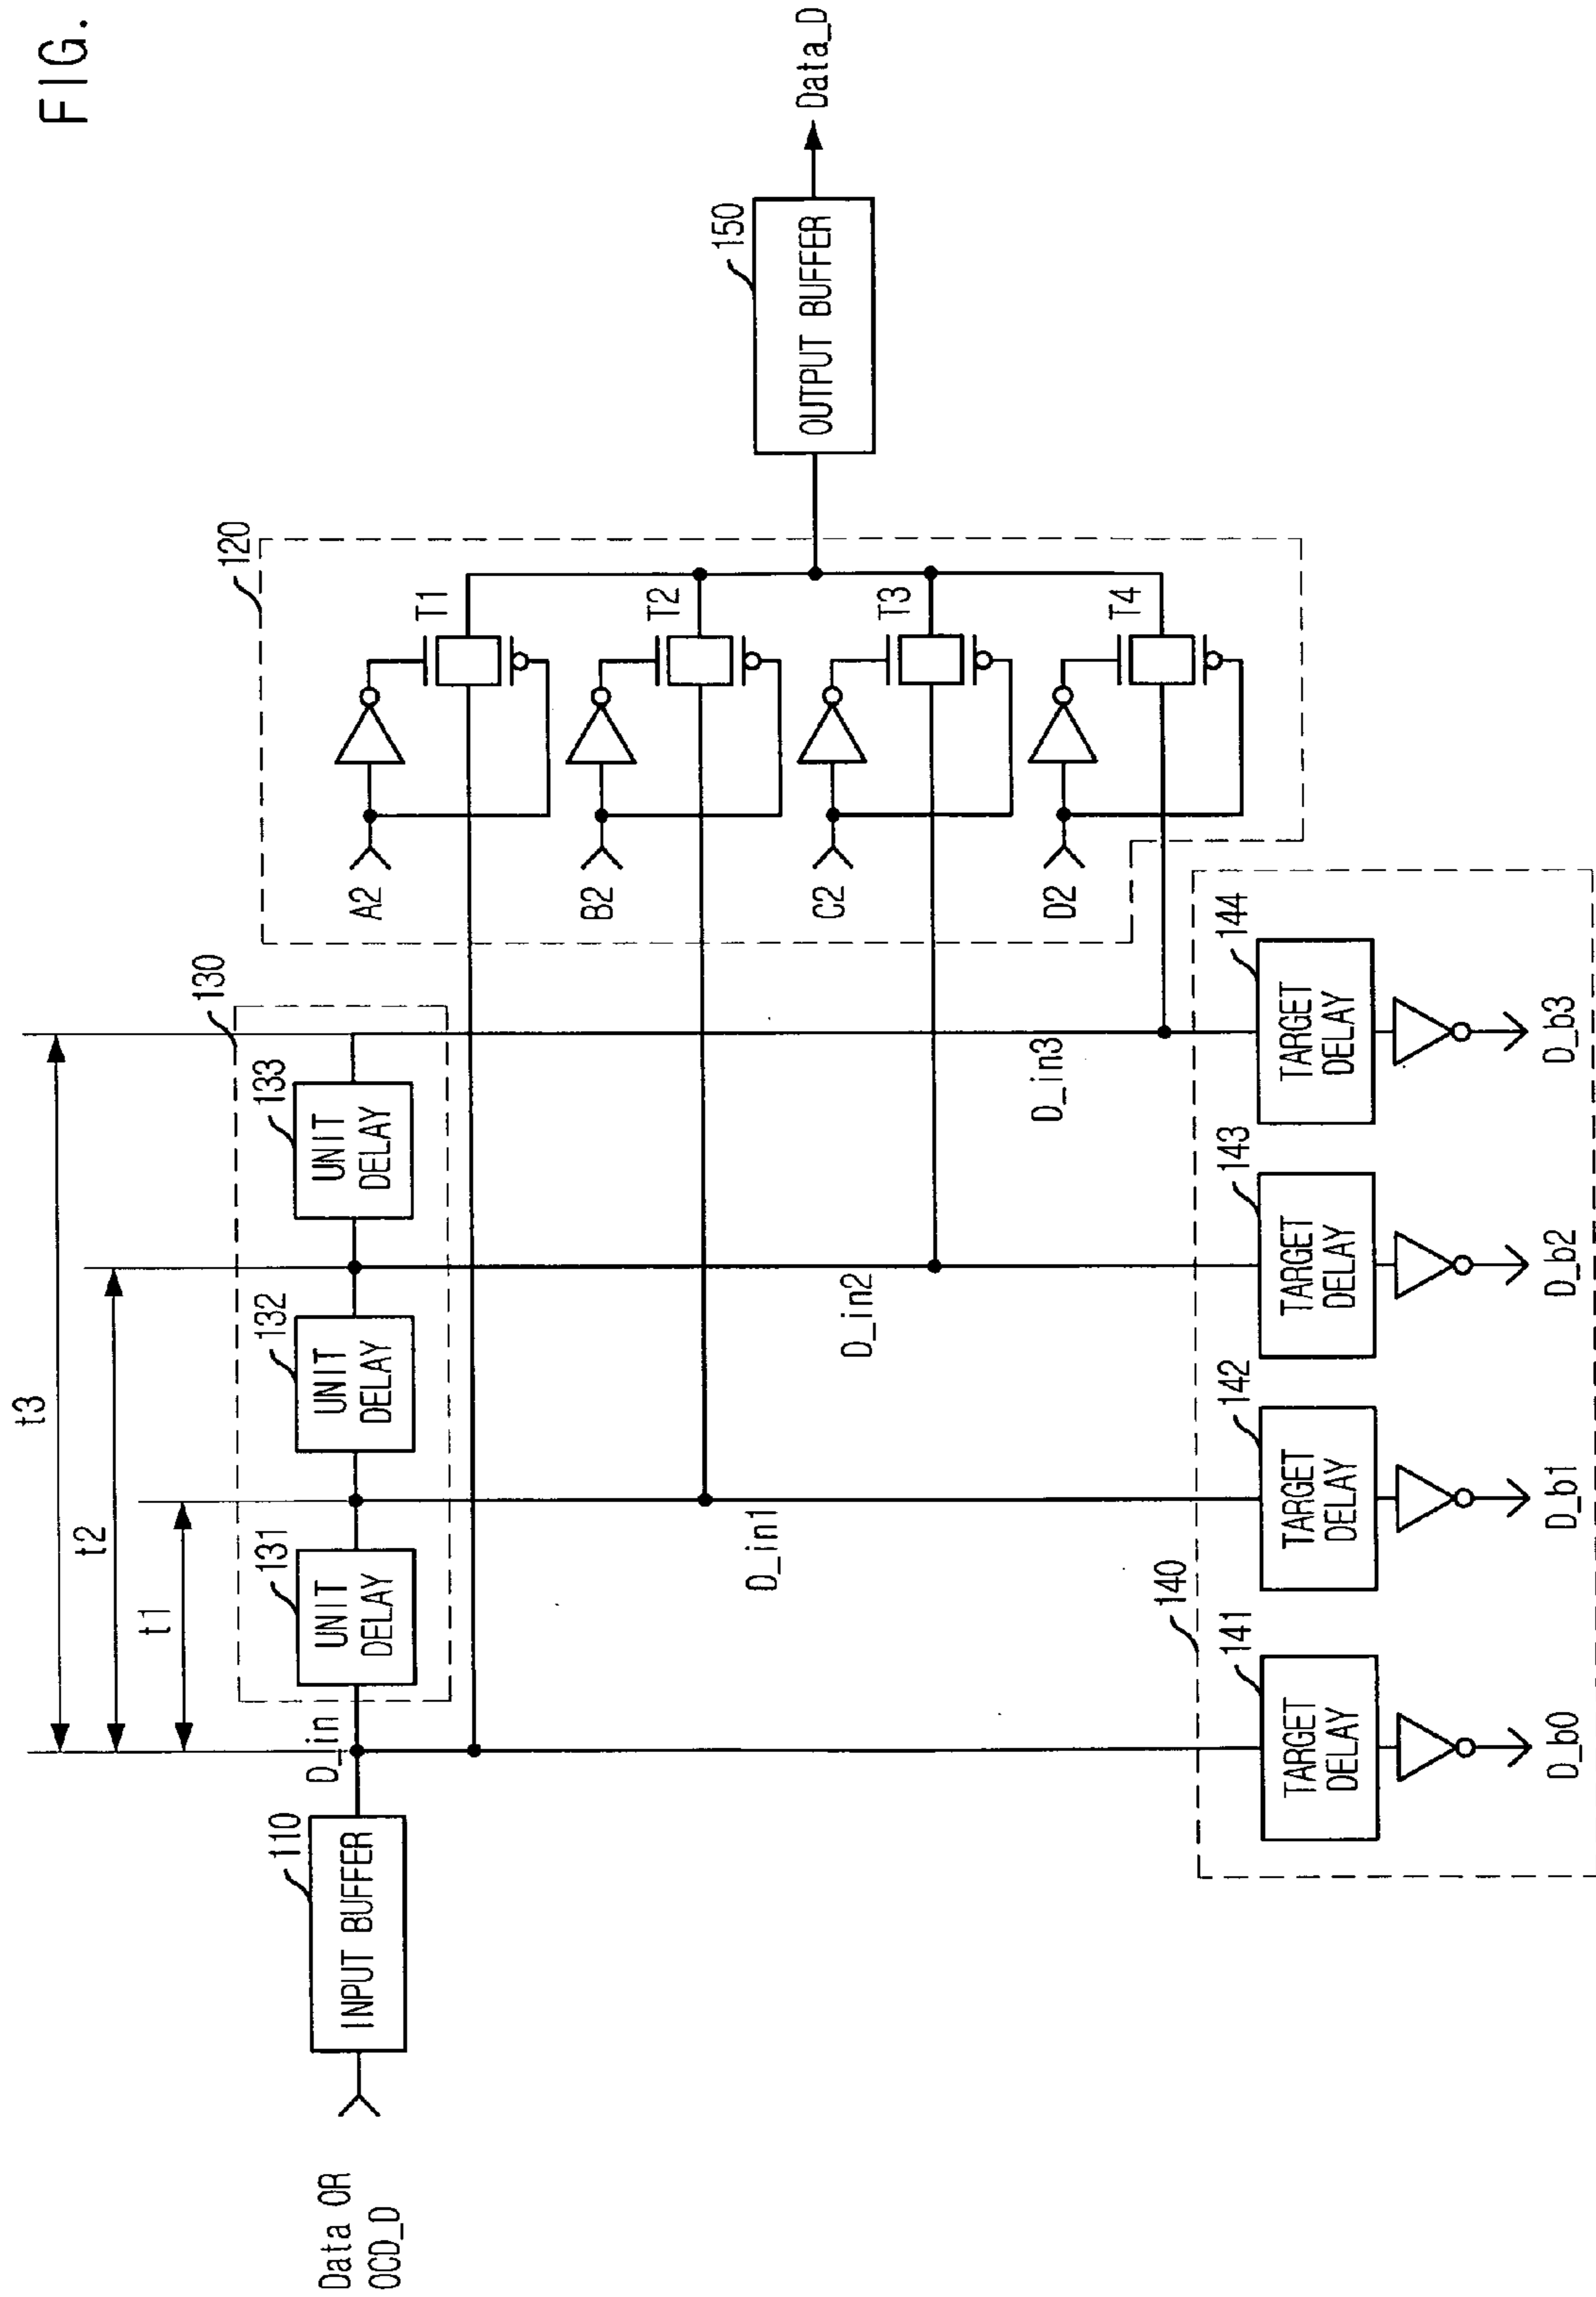 FIG.
t3
t2
t1
130
120
Data OR
OCD_D
110
INPUT BUFFER
D_in
131
UNIT
DELAY
132
UNIT
DELAY
133
UNIT
DELAY
A2
T1
B2
T2
C2
T3
D2
T4
150
OUTPUT BUFFER
Data_D
D_in1
D_in2
D_in3
140
141
TARGET
DELAY
142
TARGET
DELAY
143
TARGET
DELAY
144
TARGET
DELAY
D_b0
D_b1
D_b2
D_b3